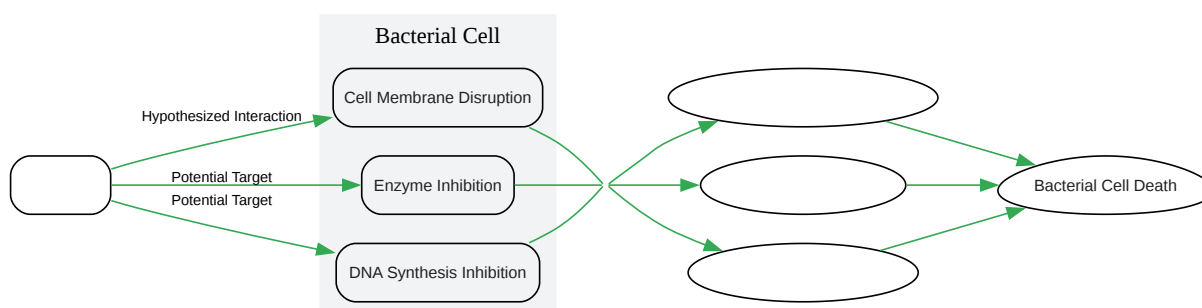 Bacterial Cell
Cell Membrane Disruption
Hypothesized Interaction
Potential Target
Enzyme Inhibition
Bacterial Cell Death
Potential Target
DNA Synthesis Inhibition